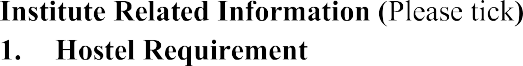 Institute Related Information (Please tick)
1. Hostel Requirement